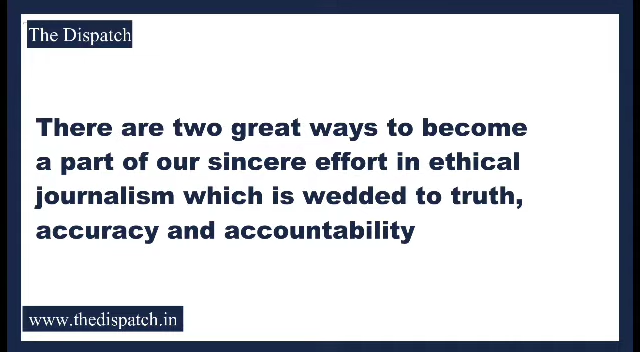 The Dispatch
There are two great ways to become
a part of our sincere effort in ethical
journalism which is wedded to truth,
accuracy and accountability
www.thedispatch.in